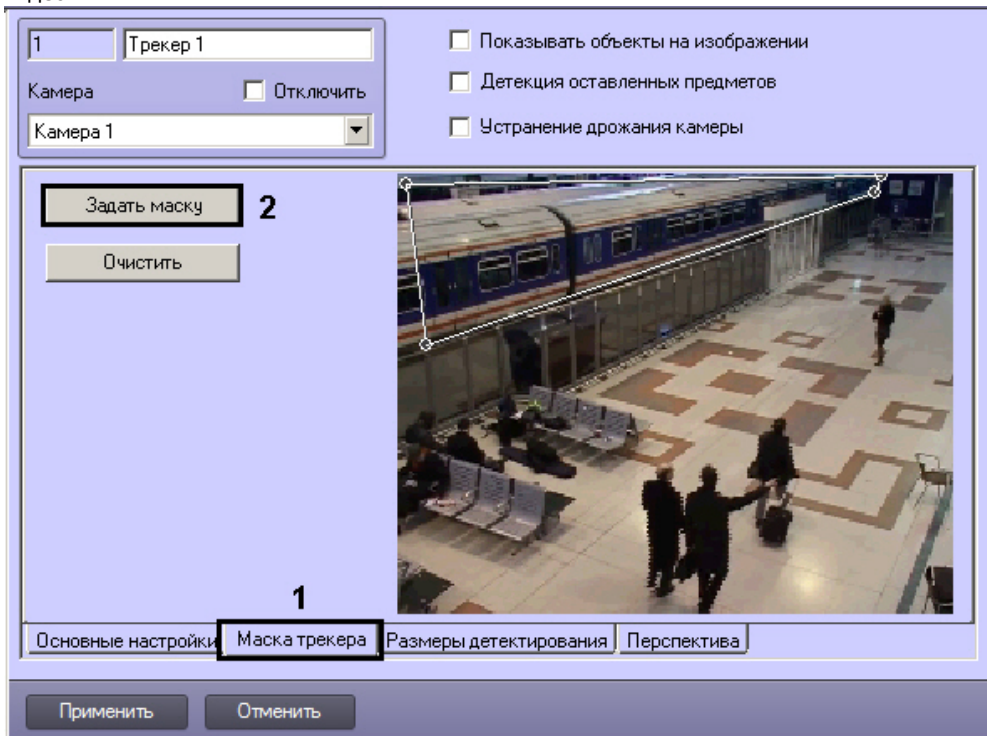 1 Трекер 1
Показывать объекты на изображении
Камера
Отключить
Детекция оставленных предметов
Камера 1
Устранение дрожания камеры
Задать маску 2
Очистить
1
Основные настройки Маска трекера Размеры детектирования Перспектива
Применить Отменить